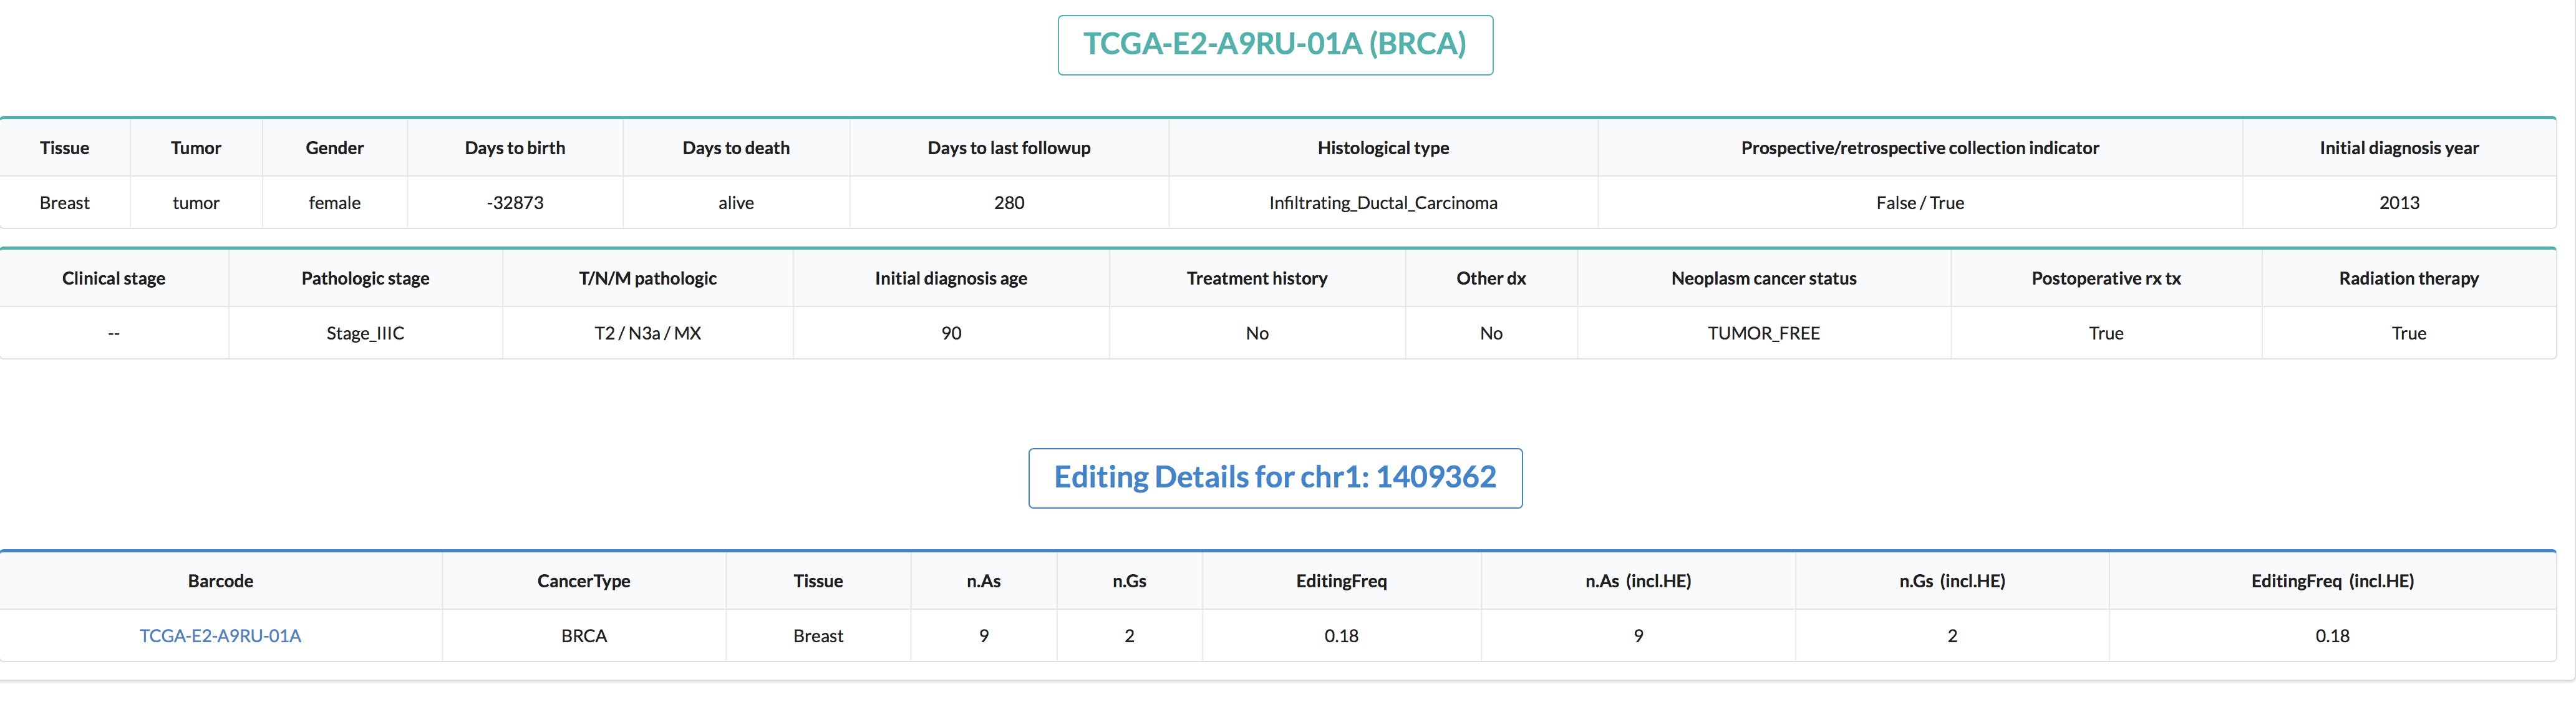 TCGA-E2-A9RU-01A (BRCA)
Tissue Tumor Gender Days to birth Days to death Days to last followup Histological type Prospective/retrospective collection indicator Initial diagnosis year
Breast tumor female -32873 alive 280 Infiltrating_Ductal_Carcinoma False / True 2013
Clinical stage Pathologic stage T/N/M pathologic Initial diagnosis age Treatment history Other dx Neoplasm cancer status Postoperative rx tx Radiation therapy
-- Stage_IIIC T2 / N3a / MX 90 No No TUMOR_FREE True True
Editing Details for chr1: 1409362
Barcode CancerType Tissue n.As n.Gs EditingFreq n.As (incl.HE) n.Gs (incl.HE) EditingFreq (incl.HE)
TCGA-E2-A9RU-01A BRCA Breast 9 2 0.18 9 2 0.18